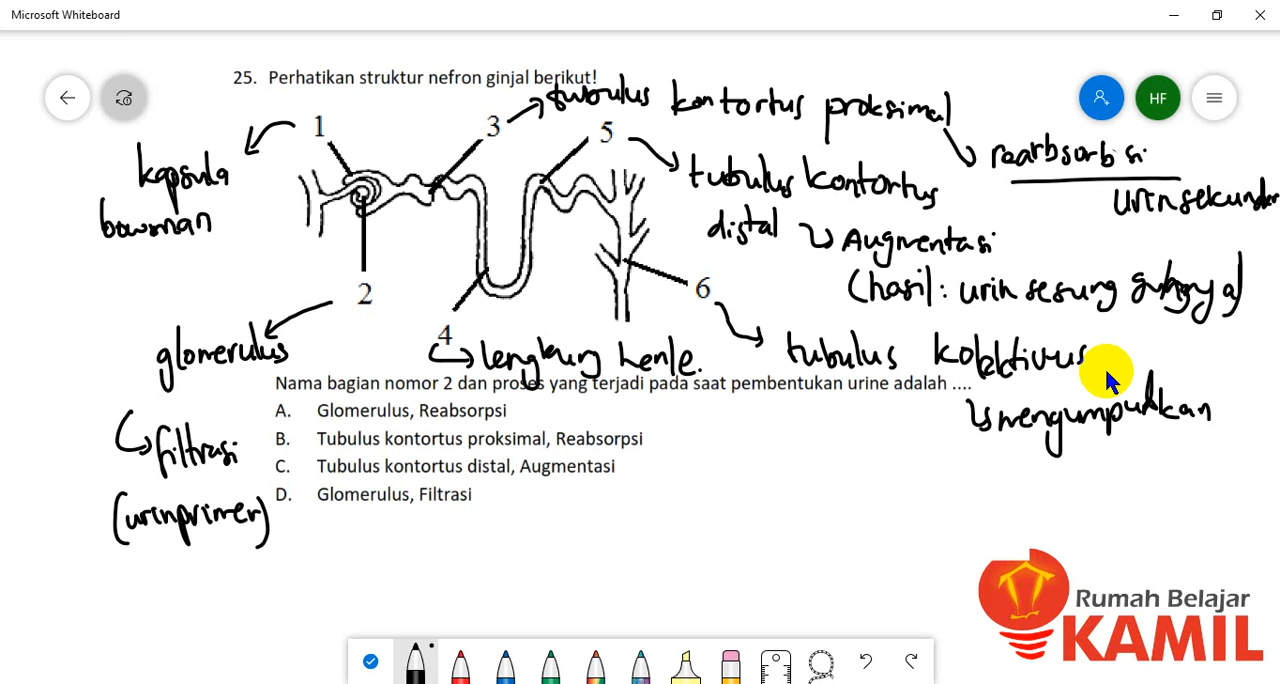 Microsoft Whiteboard
25. Perhatikan struktur nefron ginjal berikut!
HF
1
3
5
tubulus kontortus proksimal
rearbsorbsi
urin sekunder
kapsula
bowman
tubulus kontortus
distal
Augmentasi
(hasil: urin sesung
2
6
glomerulus
4
lengkung henle.
tubulus
Nama bagian nomor 2 dan proses yang terjadi pada saat pembentukan urine adalah ....
mengumpulkan
A. Glomerulus, Reabsorpsi
filtrasi
B. Tubulus kontortus proksimal, Reabsorpsi
C. Tubulus kontortus distal, Augmentasi
(urin primer)
D. Glomerulus, Filtrasi
Rumah Belajar
KAMIL